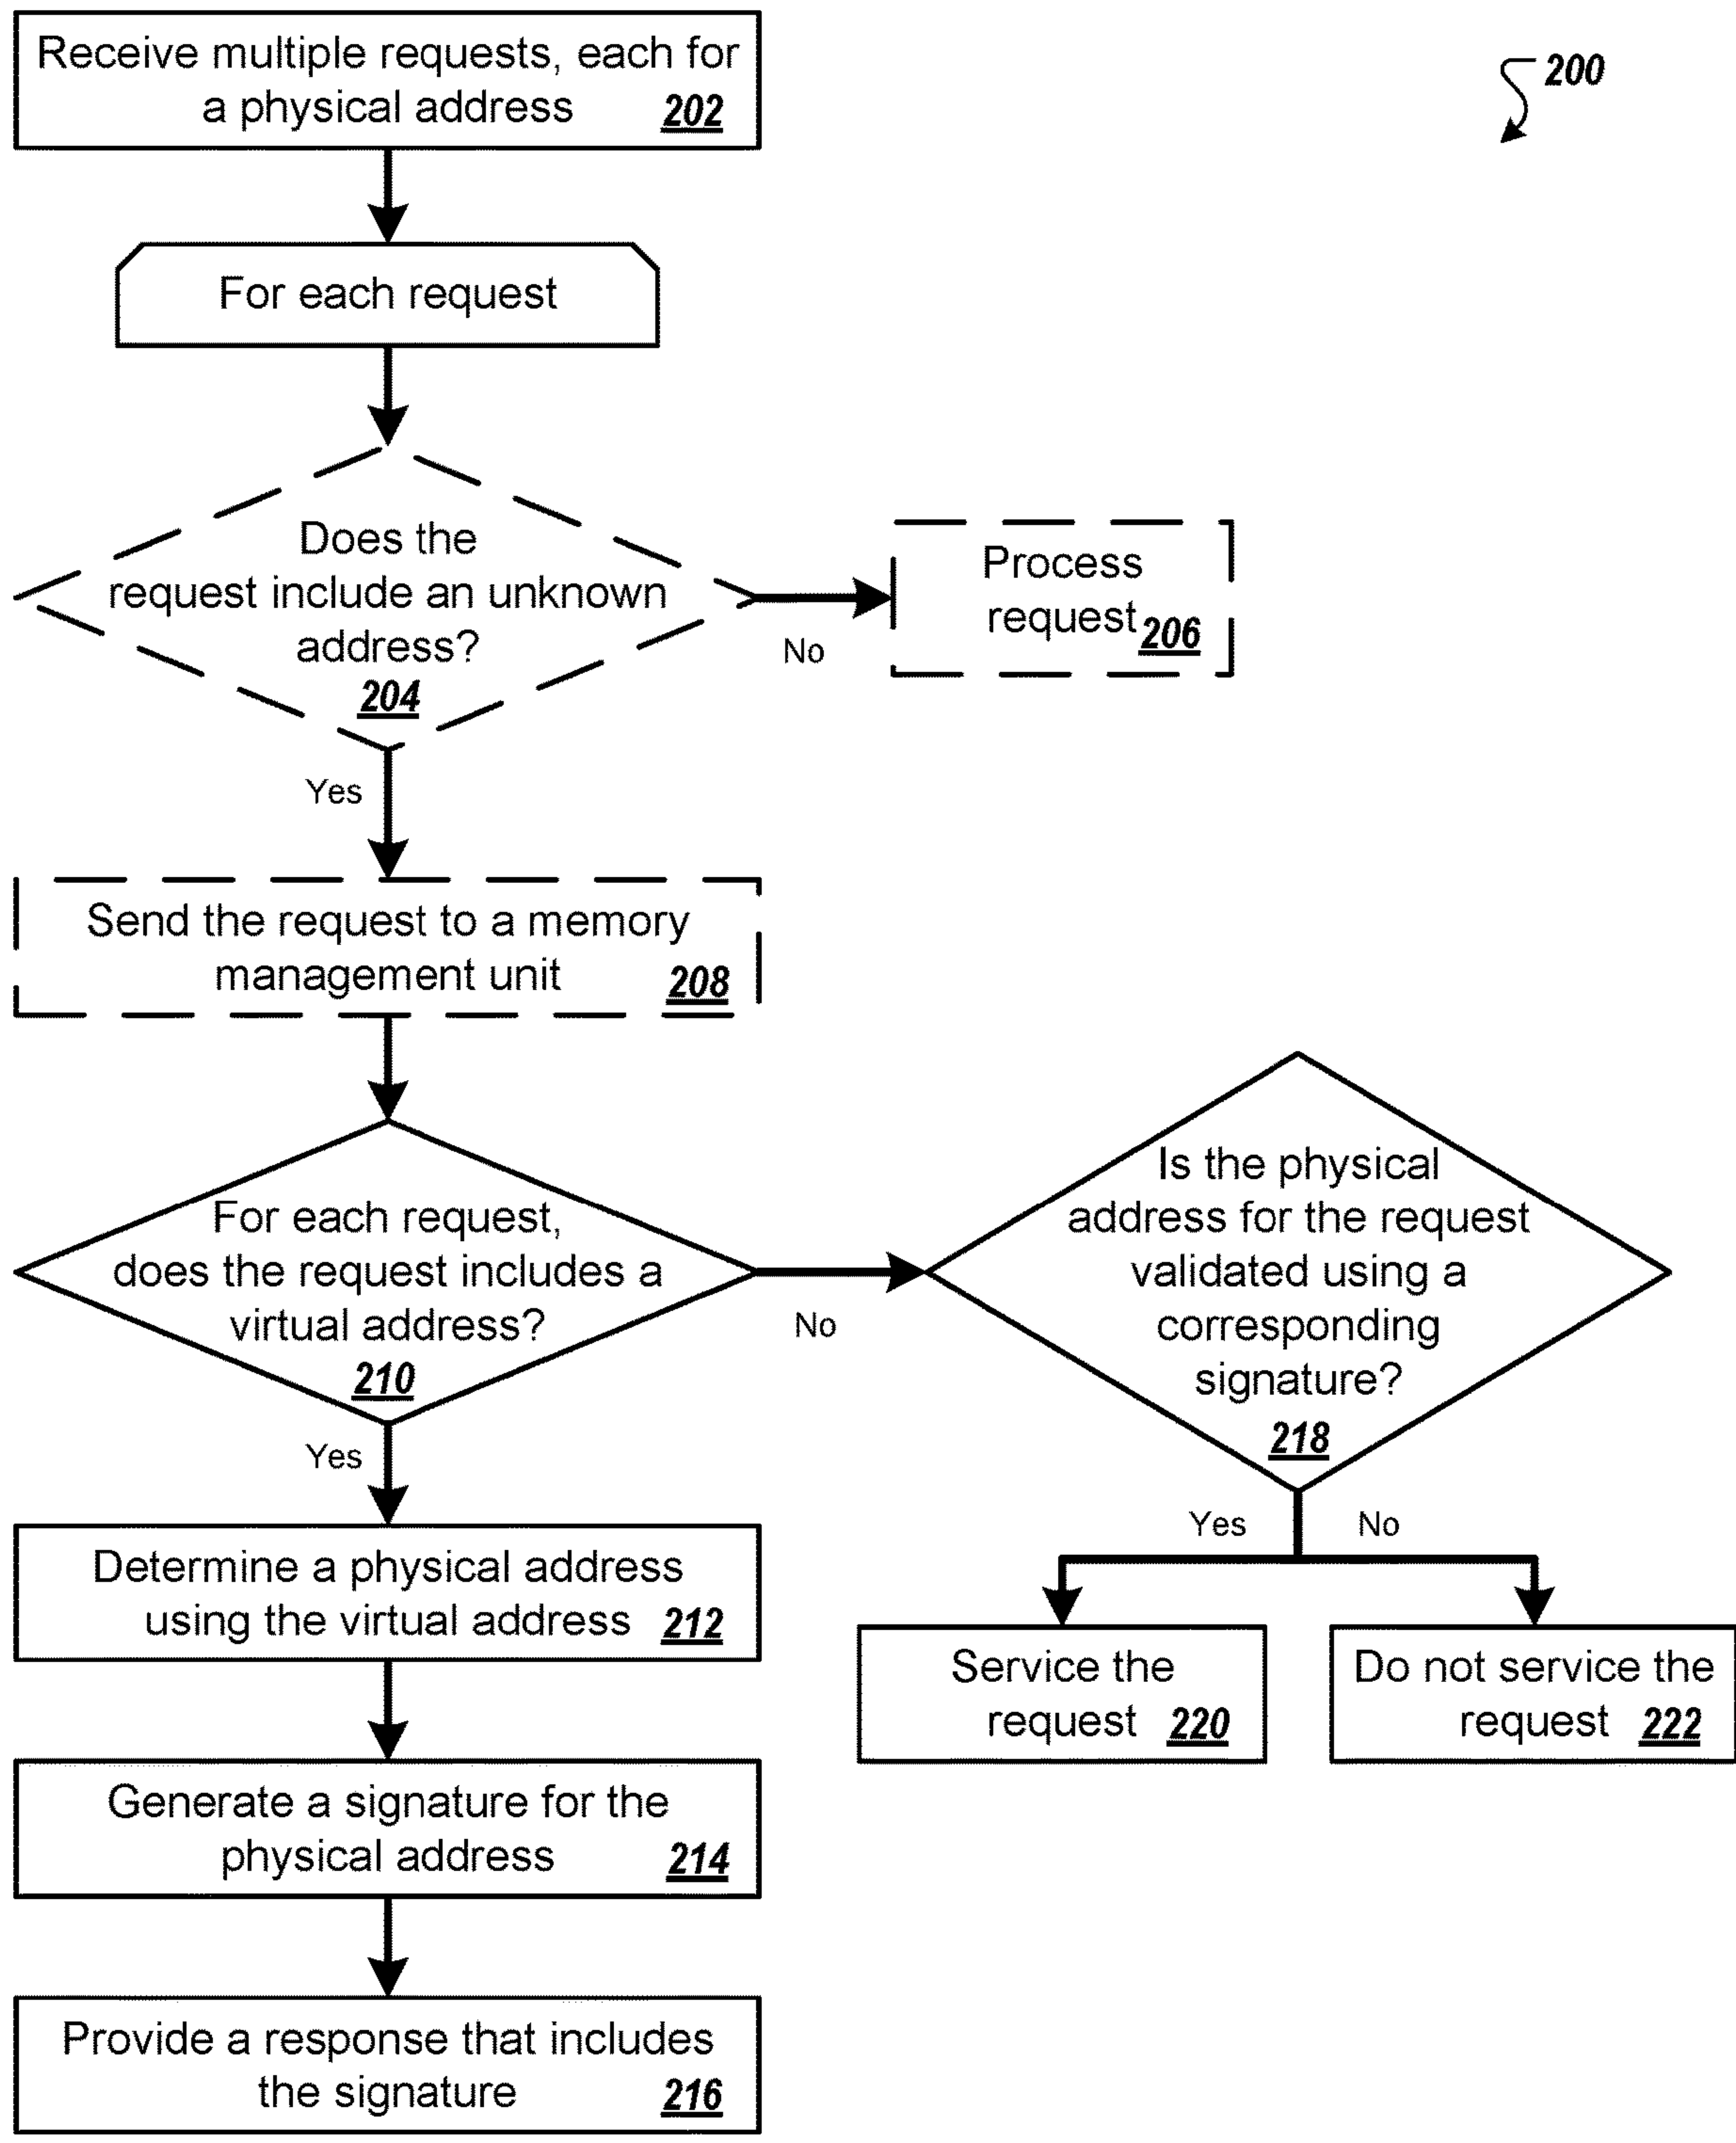 Receive multiple requests, each for
a physical address 202
200
For each request
Does the
request include an unknown
address?
204
No
Process
request 206
Yes
Send the request to a memory
management unit 208
For each request,
does the request includes a
virtual address?
210
No
Is the physical
address for the request
validated using a
corresponding
signature?
218
Yes
Yes No
Determine a physical address
using the virtual address 212
Service the
request 220
Do not service the
request 222
Generate a signature for the
physical address 214
Provide a response that includes
the signature 216